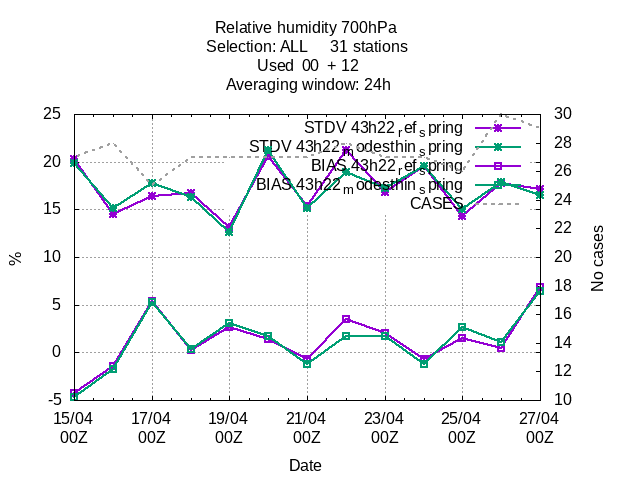 Relative humidity 700hPa
Selection: ALL 31 stations
Used 00 + 12
Averaging window: 24h
25
20
15
10
5
0
-5
%
30
28
26
24
22
20
18
16
14
12
10
No cases
STDV 43h22_ref_spring
STDV 43h22_modesthin_spring
BIAS 43h22_ref_spring
BIAS 43h22_modesthin_spring
CASES
15/04 17/04 19/04 21/04 23/04 25/04 27/04
00Z 00Z 00Z 00Z 00Z 00Z 00Z
Date